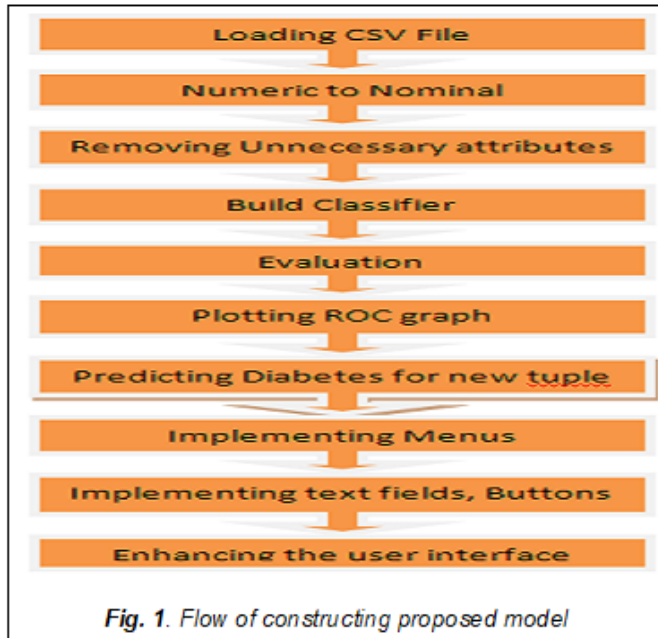 Loading CSV File
Numeric to Nominal
Removing Unnecessary attributes
Build Classifier
Evaluation
Plotting ROC graph
Predicting Diabetes for new tuple
Implementing Menus
Implementing text fields, Buttons
Enhancing the user interface
Fig. 1. Flow of constructing proposed model